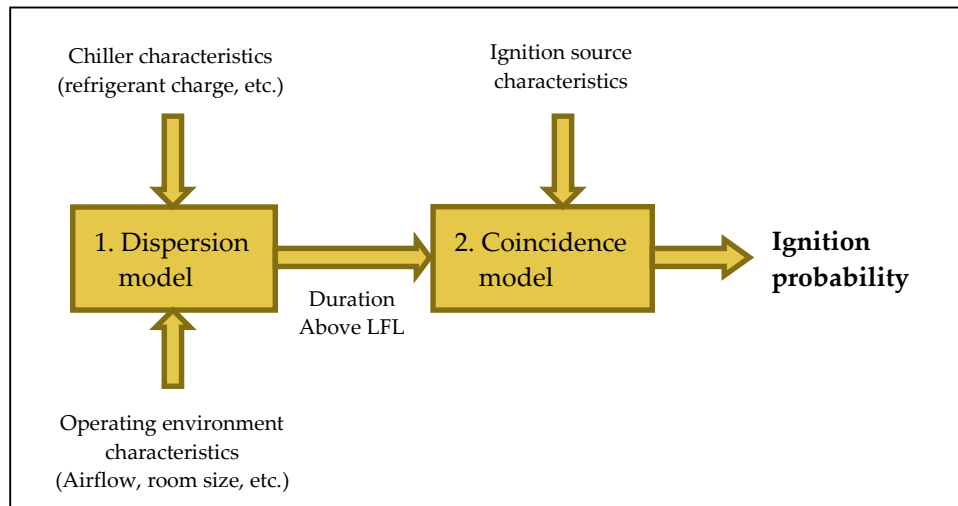 Chiller characteristics
(refrigerant charge, etc.)
Ignition source
characteristics
1. Dispersion
model
Duration
Above LFL
2. Coincidence
model
Ignition
probability
Operating environment
characteristics
(Airflow, room size, etc.)